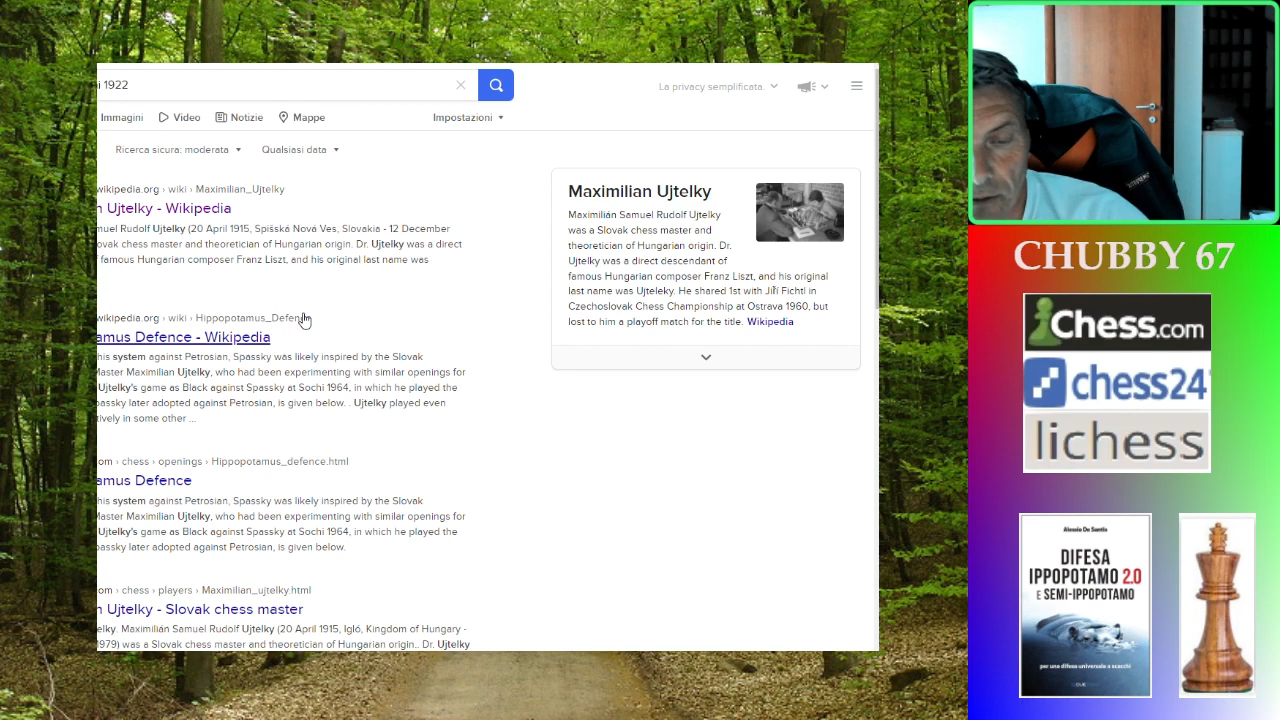 i 1922
La privacy semplificata.
Immagini
Video
Notizie
Mappe
Impostazioni
Ricerca sicura: moderata
Qualsiasi data
wikipedia.org › wiki › Maximilian_Ujtelky
n Ujtelky - Wikipedia
muel Rudolf Ujtelky (20 April 1915, Spišská Nova Ves, Slovakia - 12 December
lovak chess master and theoretician of Hungarian origin. Dr. Ujtelky was a direct
f famous Hungarian composer Franz Liszt, and his original last name was
wikipedia.org › wiki › Hippopotamus_Defen
amus Defence - Wikipedia
his system against Petrosian, Spassky was likely inspired by the Slovak
Master Maximilian Ujtelky, who had been experimenting with similar openings for
Ujtelky's game as Black against Spassky at Sochi 1964, in which he played the
passky later adopted against Petrosian, is given below. . Ujtelky played even
tively in some other ...
om › chess › openings › Hippopotamus_defence.html
amus Defence
his system against Petrosian, Spassky was likely inspired by the Slovak
Master Maximilian Ujtelky, who had been experimenting with similar openings for
Ujtelky's game as Black against Spassky at Sochi 1964, in which he played the
passky later adopted against Petrosian, is given below.
om › chess › players › Maximilian_ujtelky.html
n Ujtelky - Slovak chess master
elky. Maximilián Samuel Rudolf Ujtelky (20 April 1915, Igló, Kingdom of Hungary -
1979) was a Slovak chess master and theoretician of Hungarian origin.. Dr. Ujtelky
Maximilian Ujtelky
Maximilián Samuel Rudolf Ujtelky
was a Slovak chess master and
theoretician of Hungarian origin. Dr.
Ujtelky was a direct descendant of
famous Hungarian composer Franz Liszt, and his original
last name was Ujteleky. He shared 1st with Jiří Fichtl in
Czechoslovak Chess Championship at Ostrava 1960, but
lost to him a playoff match for the title. Wikipedia
CHUBBY 67
Chess.com
chess24
lichess
Alessio De Santis
DIFESA
IPPOPOTAMO 2.0
E SEMI-IPPOPOTAMO
per una difesa universale a scacchi